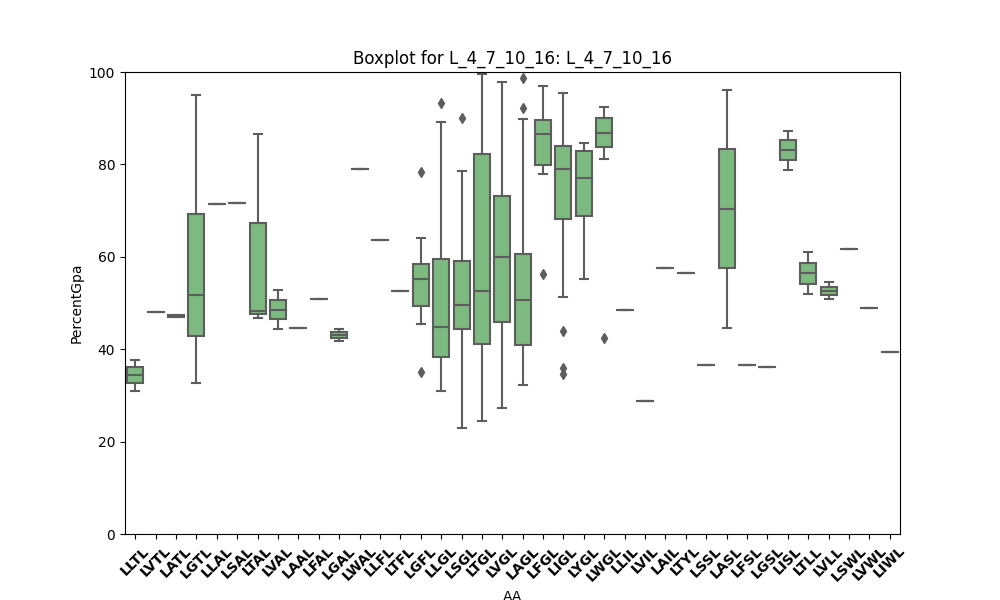 Boxplot for L_4_7_10_16: L_4_7_10_16
100
80
60
40
20
0
PercentGpa
LLTL LVTL LATL LGTL LLAL LSAL LTAL LVAL LAAL LFAL LGAL LWAL LLFL LTFL LGFL LLGL LSGL LTGL LVGL LAGL LFGL LIGL LYGL LWGL LLIL LVIL LAIL LTYL LSSL LASL LFSL LGSL LISL LTLL LVLL LSWL LVWL LIWL
AA